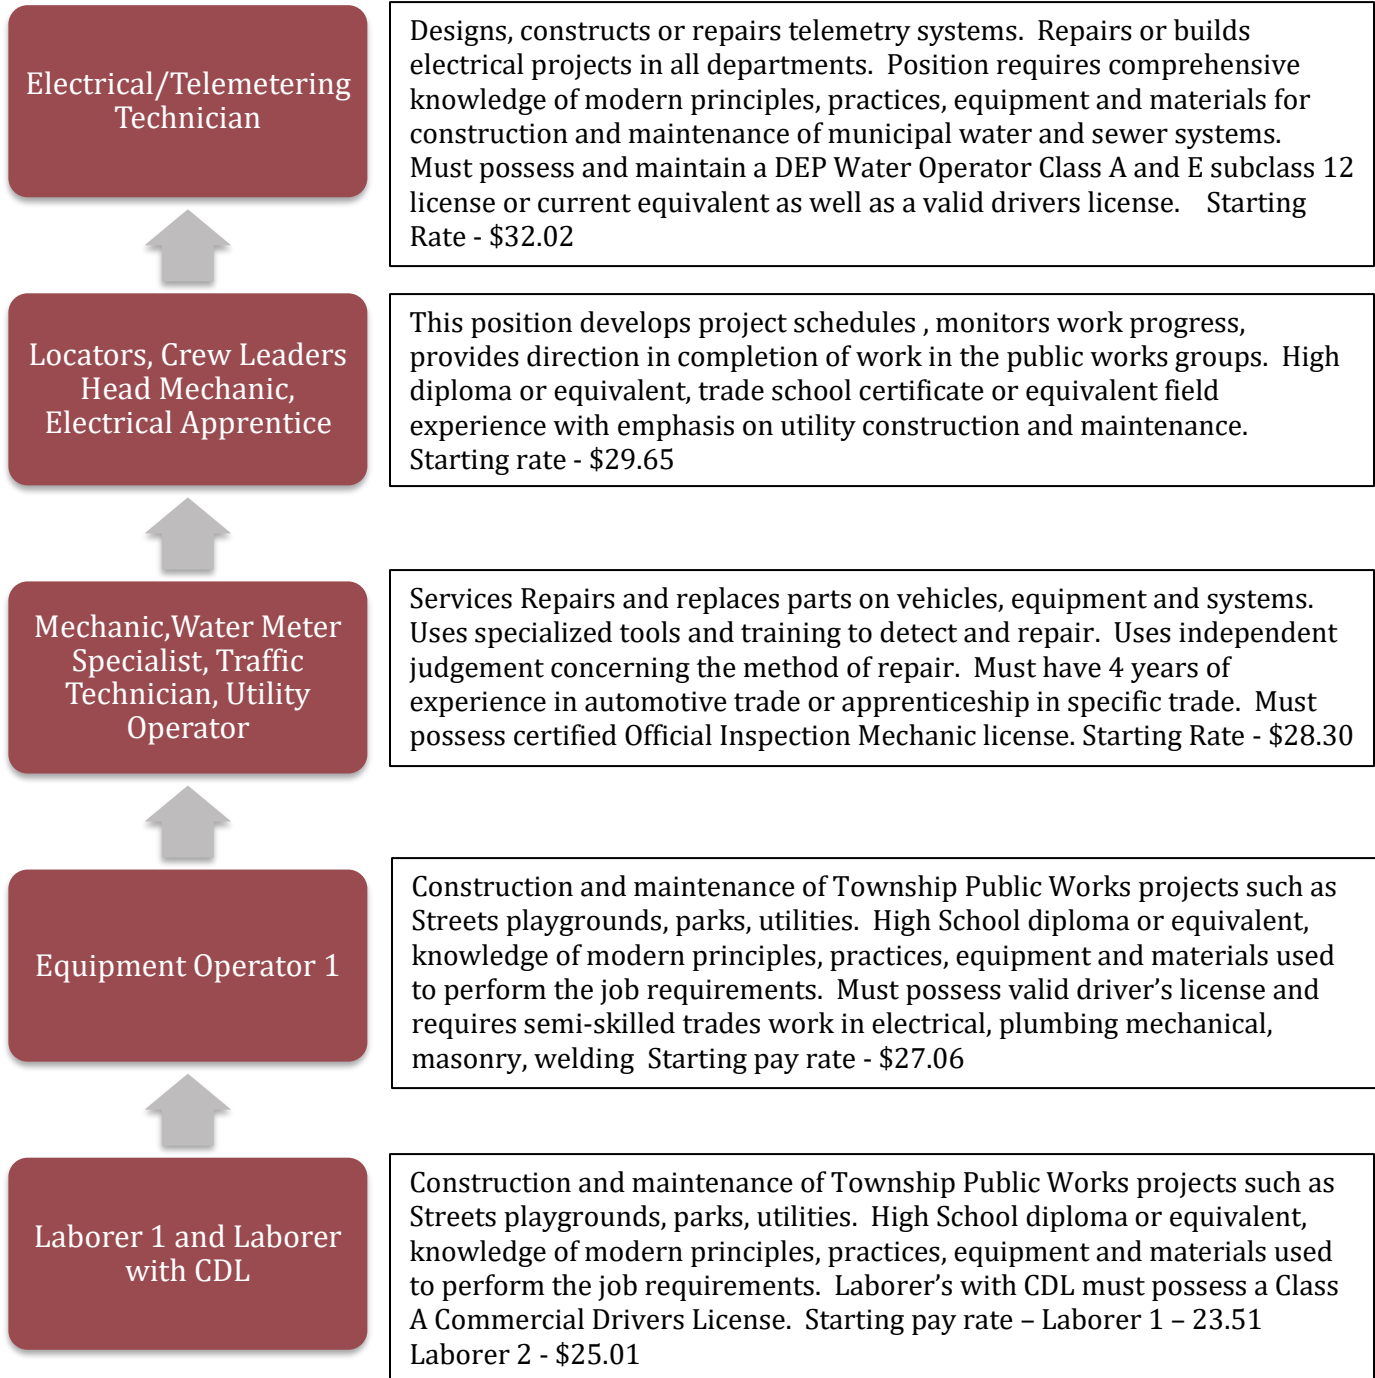 Electrical/Telemetering
Technician
Designs, constructs or repairs telemetry systems.  Repairs or builds
electrical projects in all departments.  Position requires comprehensive
knowledge of modern principles, practices, equipment and materials for
construction and maintenance of municipal water and sewer systems.
Must possess and maintain a DEP Water Operator Class A and E subclass 12
license or current equivalent as well as a valid drivers license.    Starting
Rate - $32.02
Locators, Crew Leaders
Head Mechanic,
Electrical Apprentice
This position develops project schedules , monitors work progress,
provides direction in completion of work in the public works groups.  High
diploma or equivalent, trade school certificate or equivalent field
experience with emphasis on utility construction and maintenance.
Starting rate - $29.65
Mechanic,Water Meter
Specialist, Traffic
Technician, Utility
Operator
Services Repairs and replaces parts on vehicles, equipment and systems.
Uses specialized tools and training to detect and repair.  Uses independent
judgement concerning the method of repair.  Must have 4 years of
experience in automotive trade or apprenticeship in specific trade.  Must
possess certified Official Inspection Mechanic license. Starting Rate - $28.30
Equipment Operator 1
Construction and maintenance of Township Public Works projects such as
Streets playgrounds, parks, utilities.  High School diploma or equivalent,
knowledge of modern principles, practices, equipment and materials used
to perform the job requirements.  Must possess valid driver’s license and
requires semi-skilled trades work in electrical, plumbing mechanical,
masonry, welding  Starting pay rate - $27.06
Laborer 1 and Laborer
with CDL
Construction and maintenance of Township Public Works projects such as
Streets playgrounds, parks, utilities.  High School diploma or equivalent,
knowledge of modern principles, practices, equipment and materials used
to perform the job requirements.  Laborer’s with CDL must possess a Class
A Commercial Drivers License.  Starting pay rate – Laborer 1 – 23.51
Laborer 2 - $25.01